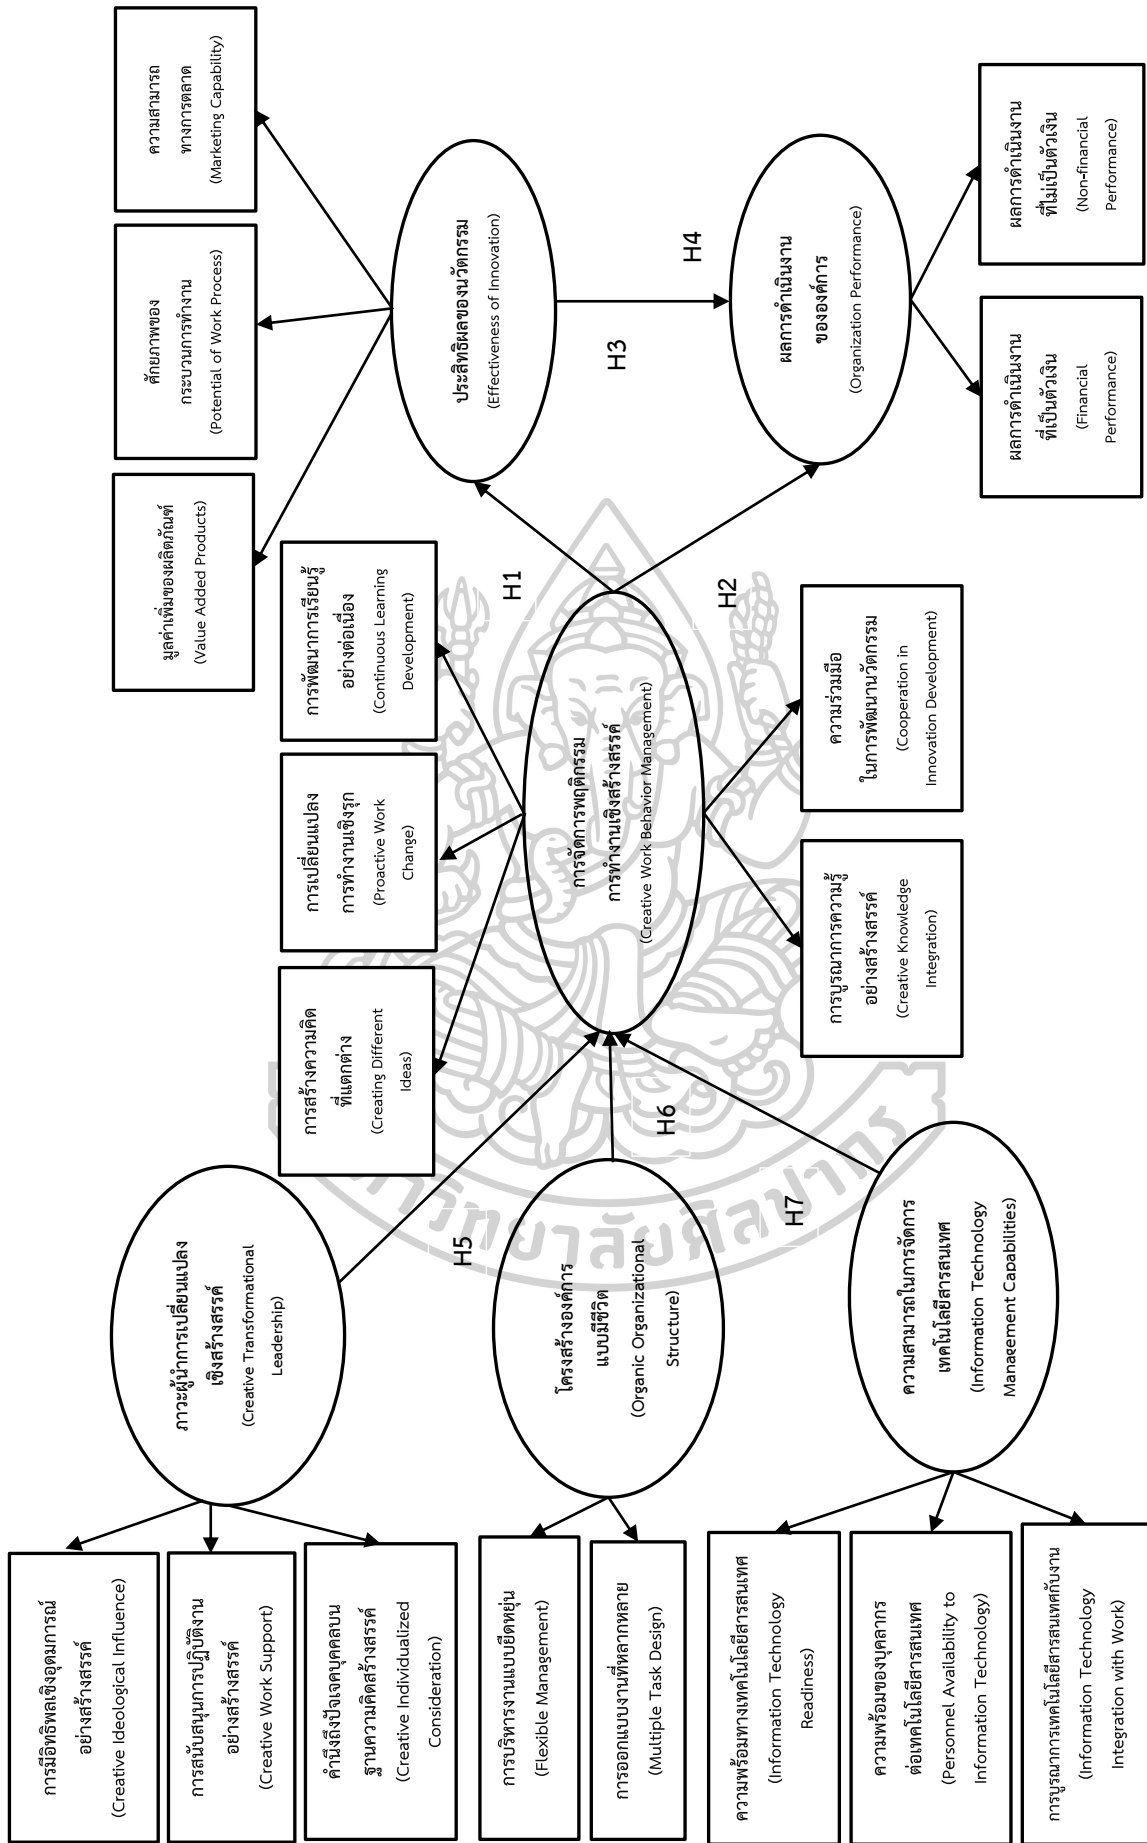 การมีอิทธิพลเชิงอุดมการณ์
อย่างสร้างสรรค์
(Creative Ideological Influence)
การสนับสนุนการปฏิบัติงาน
อย่างสร้างสรรค์
(Creative Work Support)
คำนึงถึงปัจเจคบุคคลบน
ฐานความคิดสร้างสรรค์
(Creative Individualized
Consideration)
การบริหารงานแบบยืดหยุ่น
(Flexible Management)
การออกแบบงานที่หลากหลาย
(Multiple Task Design)
ความพร้อมทางเทคโนโลยีสารสนเทศ
(Information Technology
Readiness)
ความพร้อมของบุคลากร
ต่อเทคโนโลยีสารสนเทศ
(Personnel Availability to
Information Technology)
การบูรณาการเทคโนโลยีสารสนเทศกับงาน
(Information Technology
Integration with Work)
ภาวะผู้นำการเปลี่ยนแปลง
เชิงสร้างสรรค์
(Creative Transformational
Leadership)
โครงสร้างองค์การ
แบบมีชีวิต
(Organic Organizational
Structure)
ความสามารถในการจัดการ
เทคโนโลยีสารสนเทศ
(Information Technology
Management Capabilities)
H5
H6
H7
การสร้างความคิด
ที่แตกต่าง
(Creating Different
Ideas)
การเปลี่ยนแปลง
การทำงานเชิงรุก
(Proactive Work
Change)
การพัฒนาการเรียนรู้
อย่างต่อเนื่อง
(Continuous Learning
Development)
การจัดการพฤติกรรม
การทำงานเชิงสร้างสรรค์
(Creative Work Behavior Management)
การบูรณาการความรู้
อย่างสร้างสรรค์
(Creative Knowledge
Integration)
ความร่วมมือ
ในการพัฒนานวัตกรรม
(Cooperation in
Innovation Development)
H1
H2
มูลค่าเพิ่มของผลิตภัณฑ์
(Value Added Products)
ศักยภาพของ
กระบวนการทำงาน
(Potential of Work Process)
ความสามารถ
ทางการตลาด
(Marketing Capability)
ประสิทธิผลของนวัตกรรม
(Effectiveness of Innovation)
H3
H4
ผลการดำเนินงาน
ขององค์การ
(Organization Performance)
ผลการดำเนินงาน
ที่เป็นตัวเงิน
(Financial
Performance)
ผลการดำเนินงาน
ที่ไม่เป็นตัวเงิน
(Non-financial
Performance)